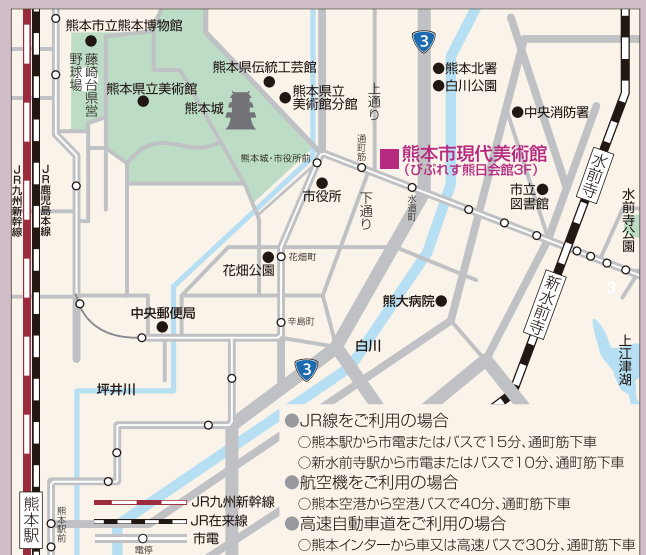 熊本市立熊本博物館
藤崎台県営
野球場
熊本県立美術館
熊本県伝統工芸館
熊本県立
美術館分館
熊本城
上通り
3
熊本北署
白川公園
中央消防署
熊本城・市役所前
通町筋
熊本市現代美術館
(びぷれす熊日会館3F)
水前寺
JR九州新幹線
JR鹿児島本線
市役所
下通り
水道町
市立
図書館
水前寺公園
花畑公園
花畑町
熊大病院
新水前寺
3
中央郵便局
辛島町
白川
上江津湖
3
坪井川
JR線をご利用の場合
○熊本駅から市電またはバスで15分、通町筋下車
○新水前寺駅から市電またはバスで10分、通町筋下車
航空機をご利用の場合
○熊本空港から空港バスで40分、通町筋下車
高速自動車道をご利用の場合
○熊本インターから車又は高速バスで30分、通町筋下車
熊本駅
熊本駅前
JR九州新幹線
JR在来線
市電
電停